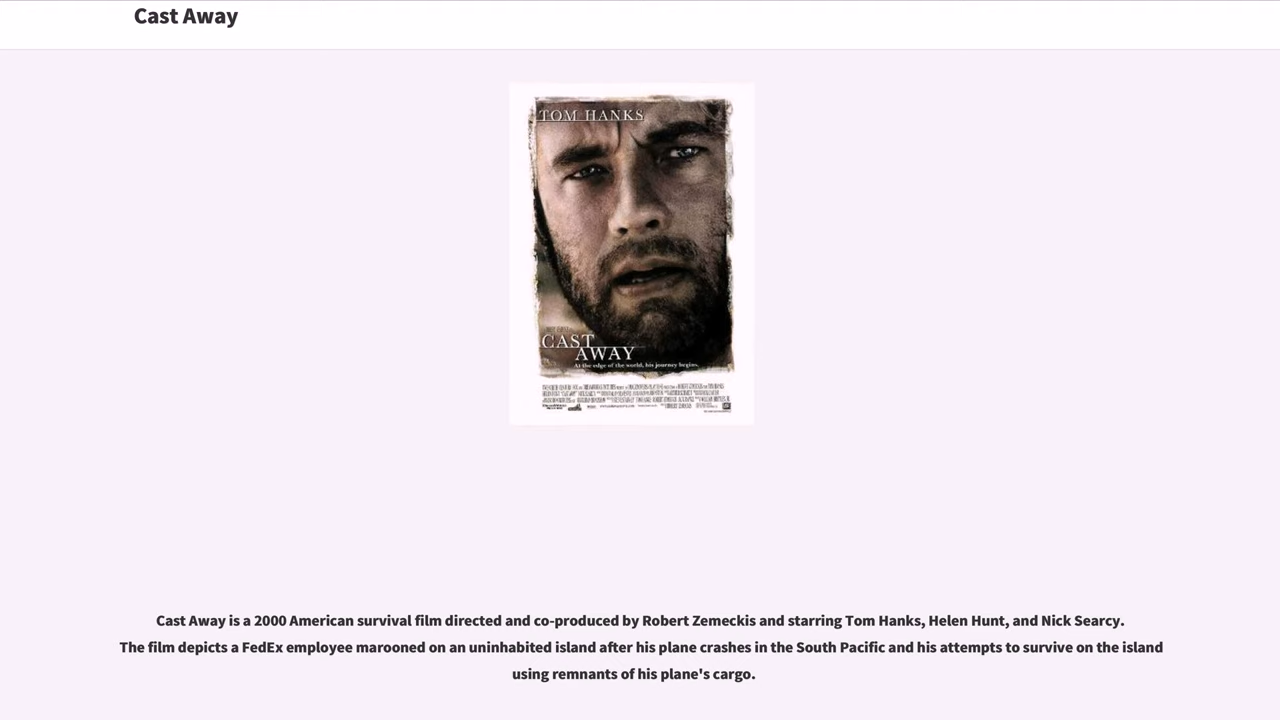 Cast Away
TOM HANKS
CAST
AWAY
At the edge of the world, his journey begins.
Cast Away is a 2000 American survival film directed and co-produced by Robert Zemeckis and starring Tom Hanks, Helen Hunt, and Nick Searcy.
The film depicts a FedEx employee marooned on an uninhabited island after his plane crashes in the South Pacific and his attempts to survive on the island
using remnants of his plane's cargo.